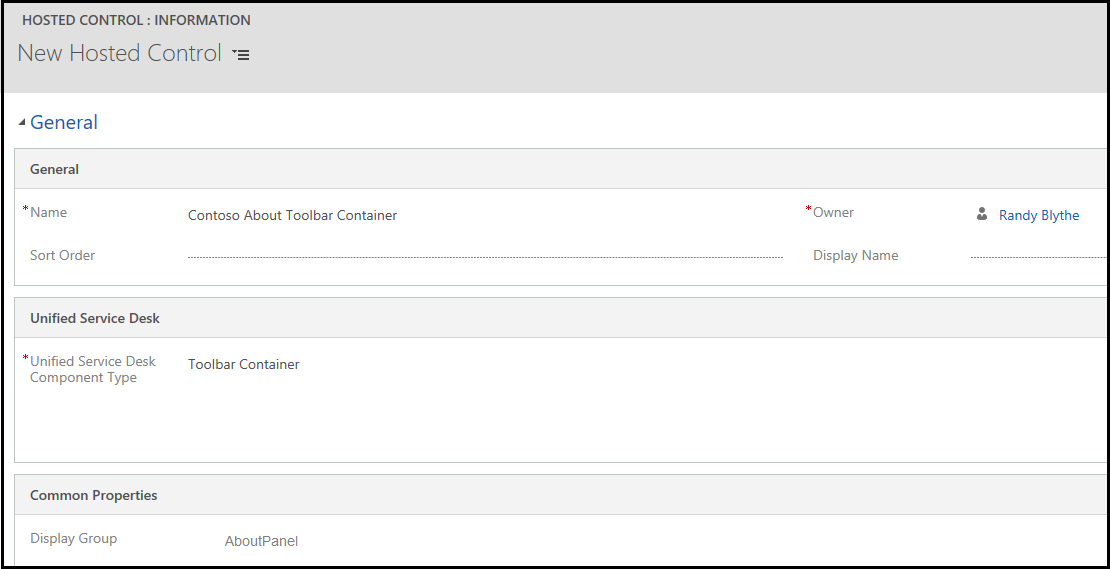 HOSTED CONTROL : INFORMATION
New Hosted Control
General
General
*Name Contoso About Toolbar Container *Owner Randy Blythe
Sort Order Display Name
Unified Service Desk
*Unified Service Desk Toolbar Container
Component Type
Common Properties
Display Group AboutPanel